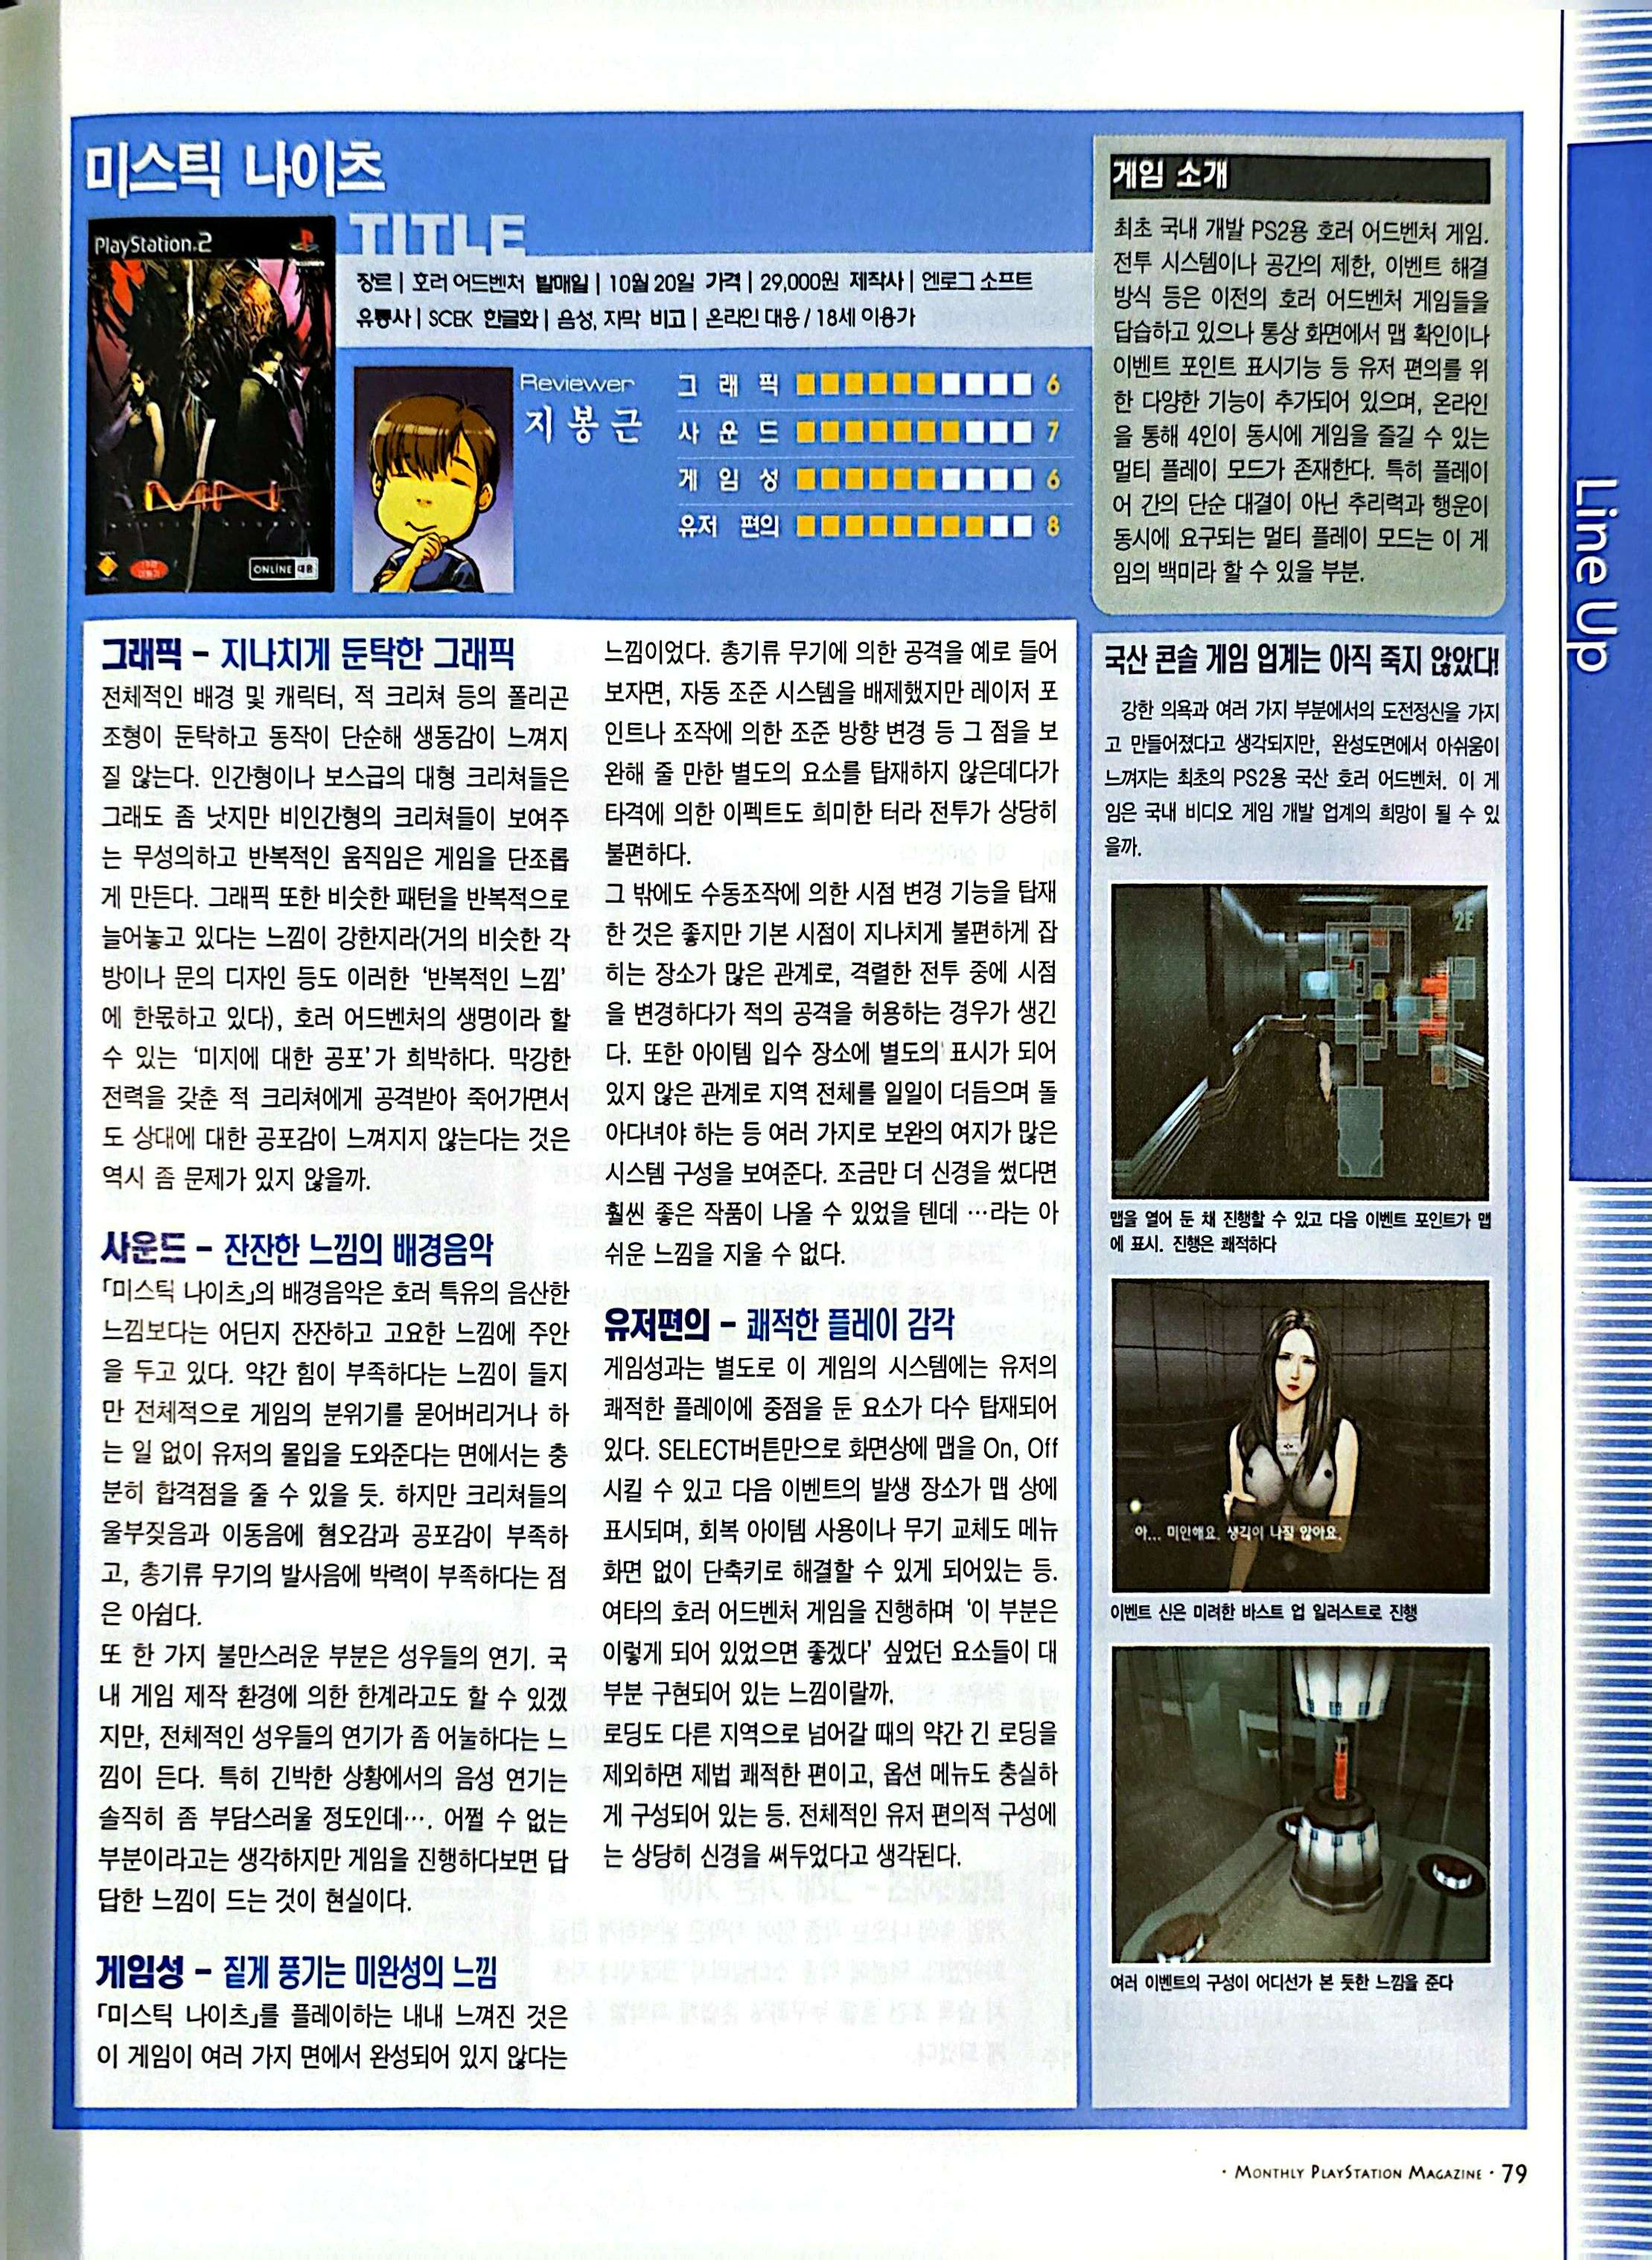 미스틱 나이츠
TITLE
PlayStation.2
ONLINE 대응
장르 | 호러 어드벤처 발매일 | 10월 20일 가격 | 29,000원 제작사 | 엔로그 소프트
유통사 | SCEK 한글화 | 음성, 자막 비고 | 온라인 대응 / 18세 이용가
Reviewer
지봉근
그 래 픽 6
사 운 드 7
게 임 성 6
유저 편의 8
게임 소개
최초 국내 개발 PS2용 호러 어드벤처 게임.
전투 시스템이나 공간의 제한, 이벤트 해결
방식 등은 이전의 호러 어드벤처 게임들을
답습하고 있으나 통상 화면에서 맵 확인이나
이벤트 포인트 표시기능 등 유저 편의를 위
한 다양한 기능이 추가되어 있으며, 온라인
을 통해 4인이 동시에 게임을 즐길 수 있는
멀티 플레이 모드가 존재한다. 특히 플레이
어 간의 단순 대결이 아닌 추리력과 행운이
동시에 요구되는 멀티 플레이 모드는 이 게
임의 백미라 할 수 있을 부분.
그래픽 – 지나치게 둔탁한 그래픽
전체적인 배경 및 캐릭터, 적 크리쳐 등의 폴리곤
조형이 둔탁하고 동작이 단순해 생동감이 느껴지
질 않는다. 인간형이나 보스급의 대형 크리쳐들은
그래도 좀 낫지만 비인간형의 크리쳐들이 보여주
는 무성의하고 반복적인 움직임은 게임을 단조롭
게 만든다. 그래픽 또한 비슷한 패턴을 반복적으로
늘어놓고 있다는 느낌이 강한지라(거의 비슷한 각
방이나 문의 디자인 등도 이러한 ‘반복적인 느낌’
에 한몫하고 있다), 호러 어드벤처의 생명이라 할
수 있는 ‘미지에 대한 공포’가 희박하다. 막강한
전력을 갖춘 적 크리쳐에게 공격받아 죽어가면서
도 상대에 대한 공포감이 느껴지지 않는다는 것은
역시 좀 문제가 있지 않을까.
사운드 – 잔잔한 느낌의 배경음악
「미스틱 나이츠」의 배경음악은 호러 특유의 음산한
느낌보다는 어딘지 잔잔하고 고요한 느낌에 주안
을 두고 있다. 약간 힘이 부족하다는 느낌이 들지
만 전체적으로 게임의 분위기를 묻어버리거나 하
는 일 없이 유저의 몰입을 도와준다는 면에서는 충
분히 합격점을 줄 수 있을 듯. 하지만 크리쳐들의
울부짖음과 이동음에 혐오감과 공포감이 부족하
고, 총기류 무기의 발사음에 박력이 부족하다는 점
은 아쉽다.
또 한 가지 불만스러운 부분은 성우들의 연기. 국
내 게임 제작 환경에 의한 한계라고도 할 수 있겠
지만, 전체적인 성우들의 연기가 좀 어눌하다는 느
낌이 든다. 특히 긴박한 상황에서의 음성 연기는
솔직히 좀 부담스러울 정도인데…. 어쩔 수 없는
부분이라고는 생각하지만 게임을 진행하다보면 답
답한 느낌이 드는 것이 현실이다.
게임성 – 짙게 풍기는 미완성의 느낌
「미스틱 나이츠」를 플레이하는 내내 느껴진 것은
이 게임이 여러 가지 면에서 완성되어 있지 않다는
느낌이었다. 총기류 무기에 의한 공격을 예로 들어
보자면, 자동 조준 시스템을 배제했지만 레이저 포
인트나 조작에 의한 조준 방향 변경 등 그 점을 보
완해 줄 만한 별도의 요소를 탑재하지 않은데다가
타격에 의한 이펙트도 희미한 터라 전투가 상당히
불편하다.
그 밖에도 수동조작에 의한 시점 변경 기능을 탑재
한 것은 좋지만 기본 시점이 지나치게 불편하게 잡
히는 장소가 많은 관계로, 격렬한 전투 중에 시점
을 변경하다가 적의 공격을 허용하는 경우가 생긴
다. 또한 아이템 입수 장소에 별도의 표시가 되어
있지 않은 관계로 지역 전체를 일일이 더듬으며 돌
아다녀야 하는 등 여러 가지로 보완의 여지가 많은
시스템 구성을 보여준다. 조금만 더 신경을 썼다면
훨씬 좋은 작품이 나올 수 있었을 텐데 …라는 아
쉬운 느낌을 지울 수 없다.
유저편의 – 쾌적한 플레이 감각
게임성과는 별도로 이 게임의 시스템에는 유저의
쾌적한 플레이에 중점을 둔 요소가 다수 탑재되어
있다. SELECT버튼만으로 화면상에 맵을 On, Off
시킬 수 있고 다음 이벤트의 발생 장소가 맵 상에
표시되며, 회복 아이템 사용이나 무기 교체도 메뉴
화면 없이 단축키로 해결할 수 있게 되어있는 등.
여타의 호러 어드벤처 게임을 진행하며 ‘이 부분은
이렇게 되어 있었으면 좋겠다’ 싶었던 요소들이 대
부분 구현되어 있는 느낌이랄까.
로딩도 다른 지역으로 넘어갈 때의 약간 긴 로딩을
제외하면 제법 쾌적한 편이고, 옵션 메뉴도 충실하
게 구성되어 있는 등. 전체적인 유저 편의적 구성에
는 상당히 신경을 써두었다고 생각된다.
국산 콘솔 게임 업계는 아직 죽지 않았다!
강한 의욕과 여러 가지 부분에서의 도전정신을 가지
고 만들어졌다고 생각되지만, 완성도면에서 아쉬움이
느껴지는 최초의 PS2용 국산 호러 어드벤처. 이 게
임은 국내 비디오 게임 개발 업계의 희망이 될 수 있
을까.
2F
맵을 열어 둔 채 진행할 수 있고 다음 이벤트 포인트가 맵
에 표시. 진행은 쾌적하다
아... 미안해요. 생각이 나질 않아요.
이벤트 신은 미려한 바스트 업 일러스트로 진행
여러 이벤트의 구성이 어디선가 본 듯한 느낌을 준다
Line Up
· MONTHLY PLAYSTATION MAGAZINE · 79